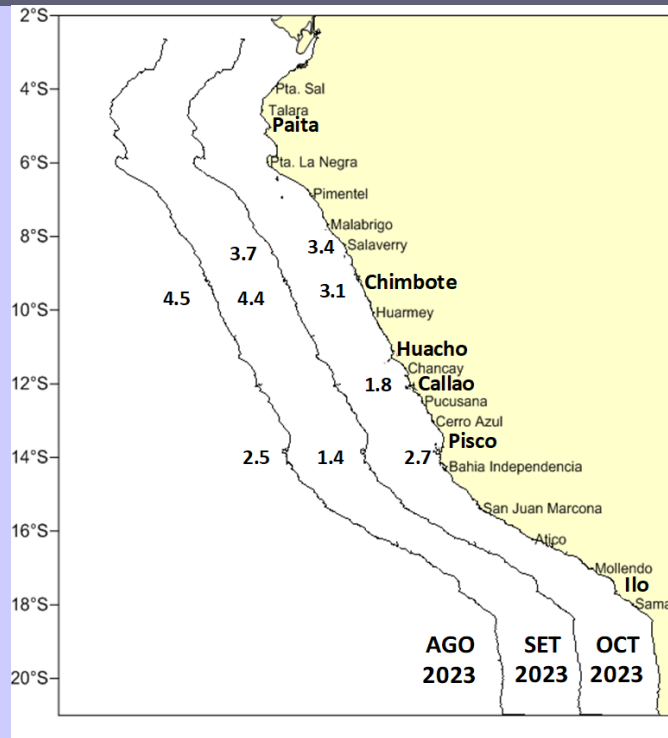 2°S
4°S
Pta. Sal
Talara
Paita
6°S
Pta. La Negra
Pimentel
Malabrigo
8°S
3.7
3.4
Salaverry
4.5
4.4
3.1
Chimbote
10°S
Huarmey
Huacho
Chancay
12°S
1.8
Callao
Pucusana
Cerro Azul
Pisco
14°S
2.5
1.4
2.7
Bahia Independencia
San Juan Marcona
16°S
Atico
Mollendo
Ilo
18°S
Sama
AGO
2023
SET
2023
OCT
2023
20°S